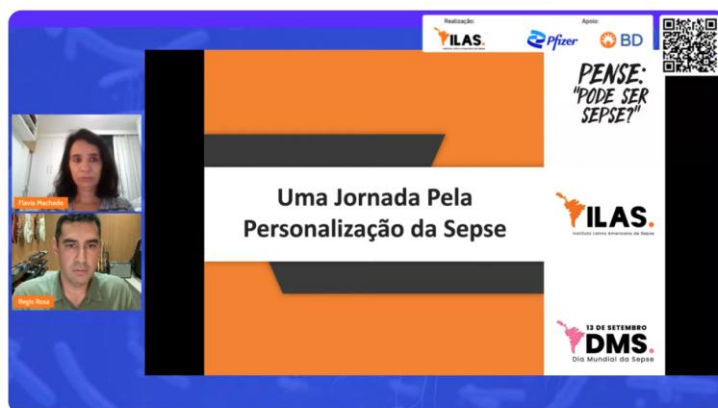 Realização:
ILAS.
Apoio:
Pfizer
BD
PENSE:
"PODE SER
SEPSE?"
Flavia Machado
Regis Rosa
Uma Jornada Pela
Personalização da Sepse
ILAS.
Instituto Latino Americano de Sepse
13 DE SETEMBRO
DMS.
Dia Mundial da Sepse